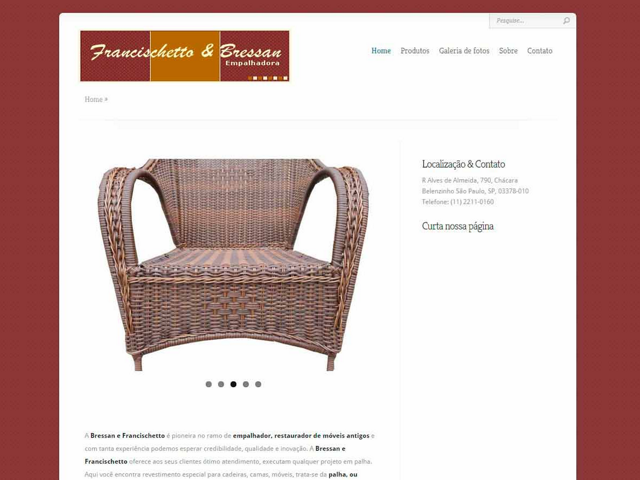 Pesquise...
Francischetto & Bressan
Empalhadora
Home Produtos Galeria de fotos Sobre Contato
Home »
Localização & Contato
R Alves de Almeida, 790, Chácara
Belenzinho São Paulo, SP, 03378-010
Telefone: (11) 2211-0160
Curta nossa página
A Bressan e Francischetto é pioneira no ramo de empalhador, restaurador de móveis antigos e
com tanta experiência podemos esperar credibilidade, qualidade e inovação. A Bressan e
Francischetto oferece aos seus clientes ótimo atendimento, executam qualquer projeto em palha.
Aqui você encontra revestimento especial para cadeiras, camas, móveis, trata-se da palha, ou